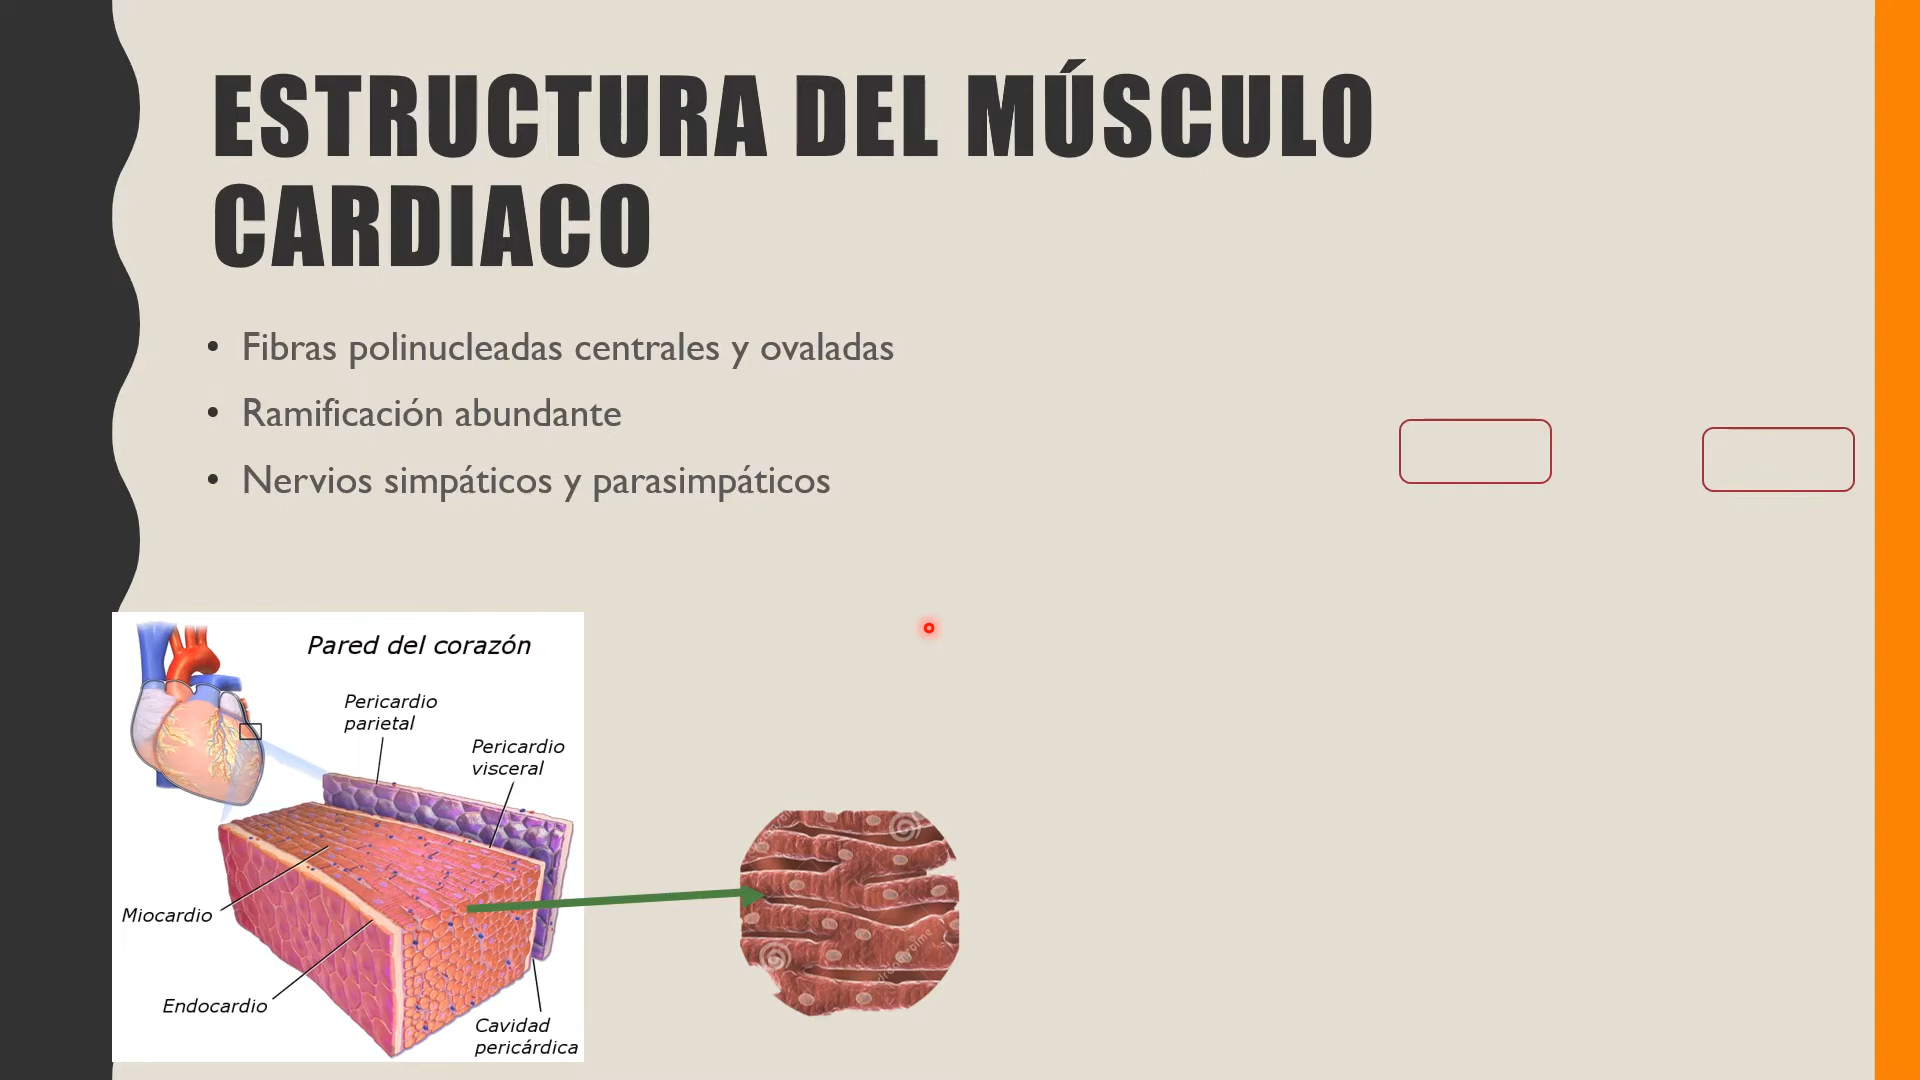 ESTRUCTURA DEL MÚSCULO
CARDIACO
• Fibras polinucleadas centrales y ovaladas
• Ramificación abundante
• Nervios simpáticos y parasimpáticos
Pared del corazón
Pericardio
parietal
Pericardio
visceral
Miocardio
Endocardio
Cavidad
pericárdica